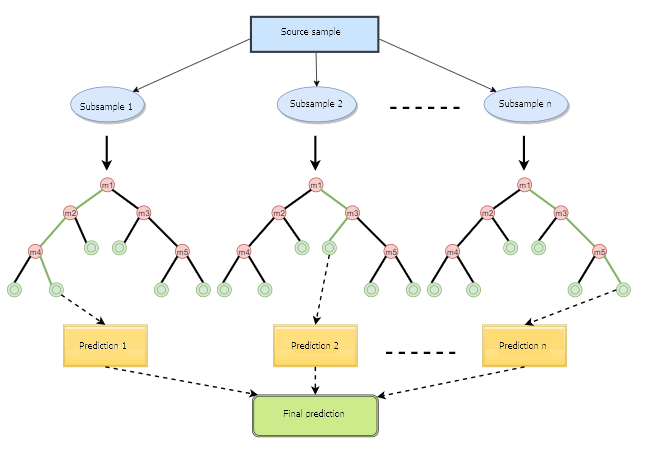 Source sample
Subsample 1
Subsample 2
Subsample n
m1
m1
m1
m2
m3
m2
m3
m2
m3
m4
m5
m4
m5
m4
m5
Prediction 1
Prediction 2
Prediction n
Final prediction